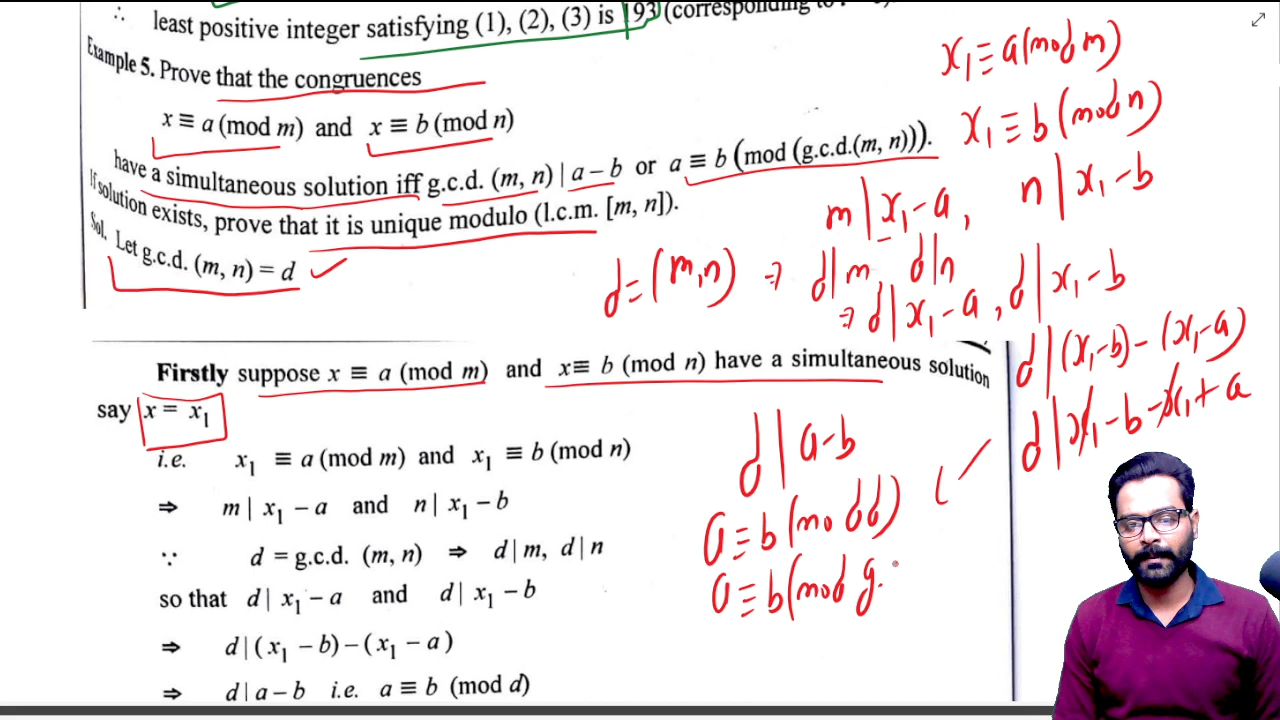 ∴ least positive integer satisfying (1), (2), (3) is 193 (corresponding to
Example 5. Prove that the congruences
x ≡ a (mod m) and x ≡ b (mod n)
have a simultaneous solution iff g.c.d. (m, n) | a – b or a ≡ b (mod (g.c.d.(m, n))).
If solution exists, prove that it is unique modulo (l.c.m. [m, n]).
Sol. Let g.c.d. (m, n) = d
Firstly suppose x ≡ a (mod m) and x ≡ b (mod n) have a simultaneous solution
say x = x₁
i.e. x₁ ≡ a (mod m) and x₁ ≡ b (mod n)
⇒ m | x₁ – a and n | x₁ – b
∵ d = g.c.d. (m, n) ⇒ d | m, d | n
so that d | x₁ – a and d | x₁ – b
⇒ d | (x₁ – b) – (x₁ – a)
⇒ d | a – b i.e. a ≡ b (mod d)
x₁ ≡ a (mod m)
x₁ ≡ b (mod n)
m | x₁ – a, n | x₁ – b
d = (m, n) ⇒ d | m, d | n
⇒ d | x₁ – a, d | x₁ – b
d | (x₁ – b) – (x₁ – a)
d | x₁ – b – x₁ + a
d | a – b
a ≡ b (mod d)
a ≡ b (mod g.